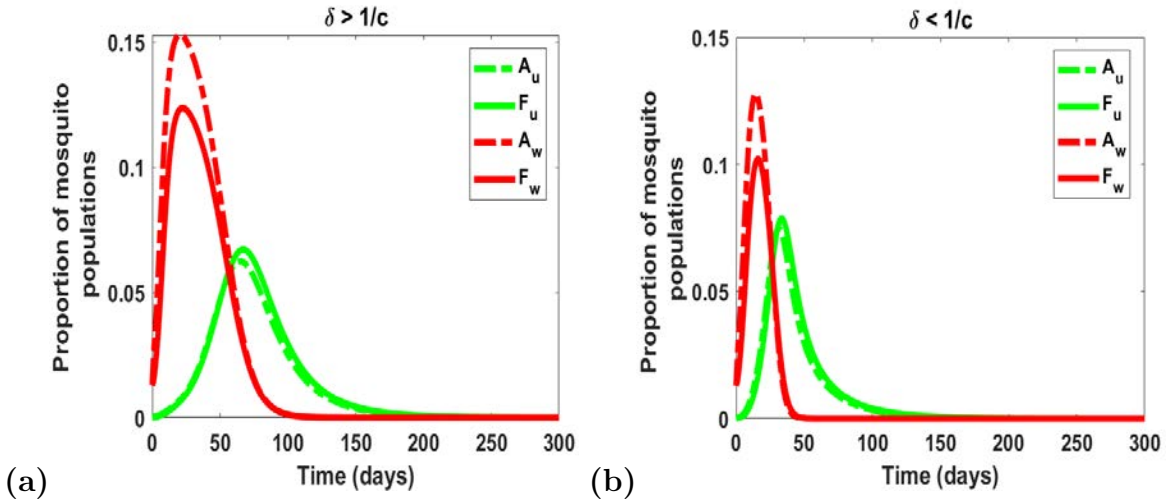 δ > 1/c
0.15
0.1
0.05
0
Proportion of mosquito
populations
A_u
F_u
A_w
F_w
0 50 100 150 200 250 300
Time (days)
(a)
δ < 1/c
0.15
0.1
0.05
0
Proportion of mosquito
populations
A_u
F_u
A_w
F_w
0 50 100 150 200 250 300
Time (days)
(b)